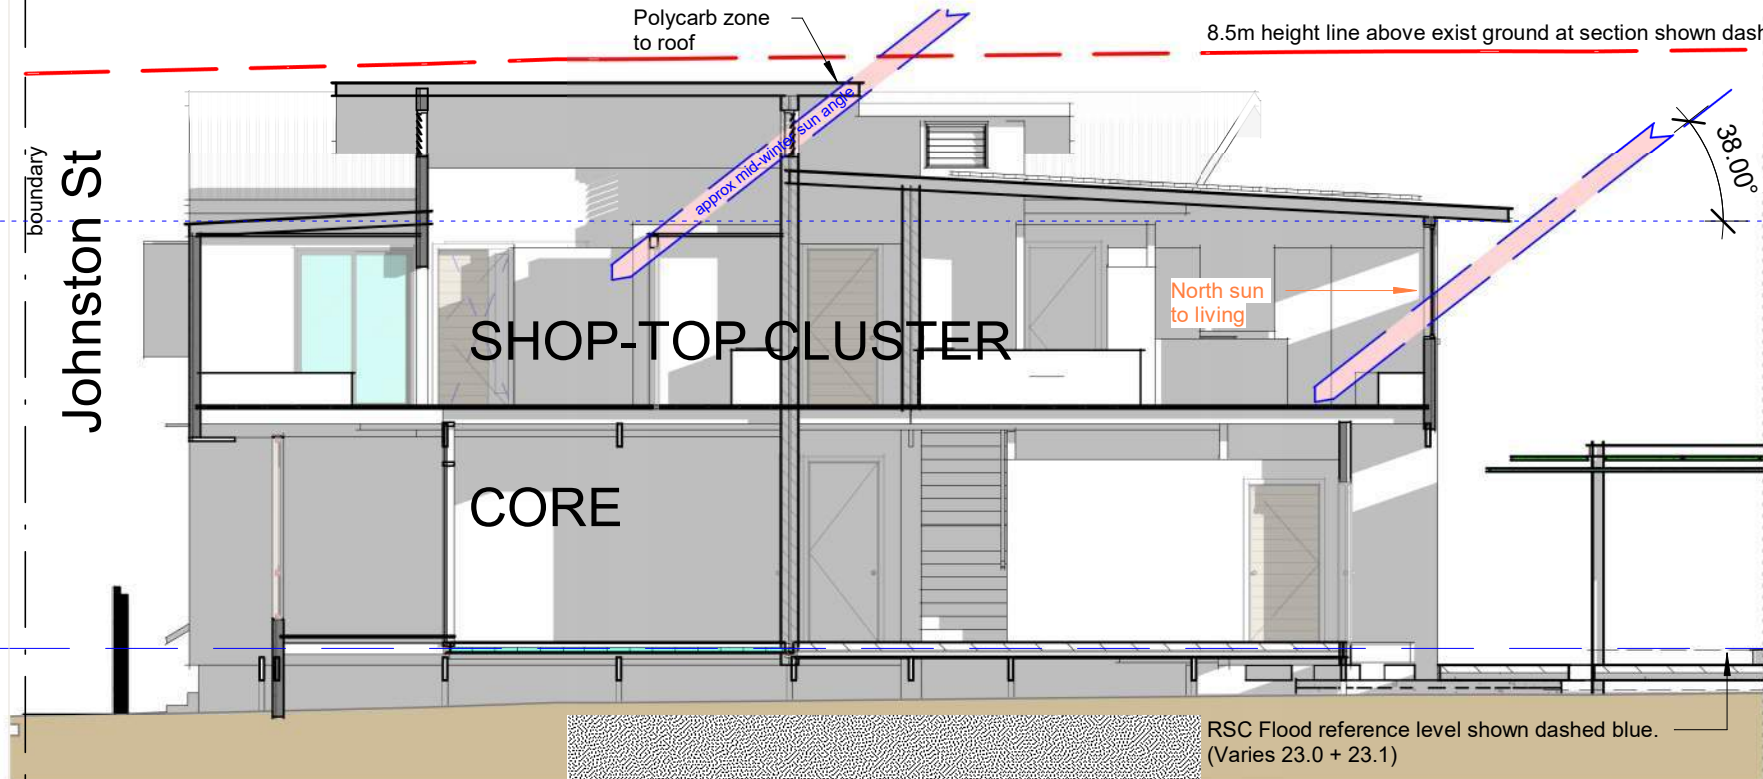 Polycarb zone
to roof
8.5m height line above exist ground at section shown dash
boundary
Johnston St
approx mid-winter sun angle
38.00°
North sun
to living
SHOP-TOP CLUSTER
CORE
RSC Flood reference level shown dashed blue.
(Varies 23.0 + 23.1)